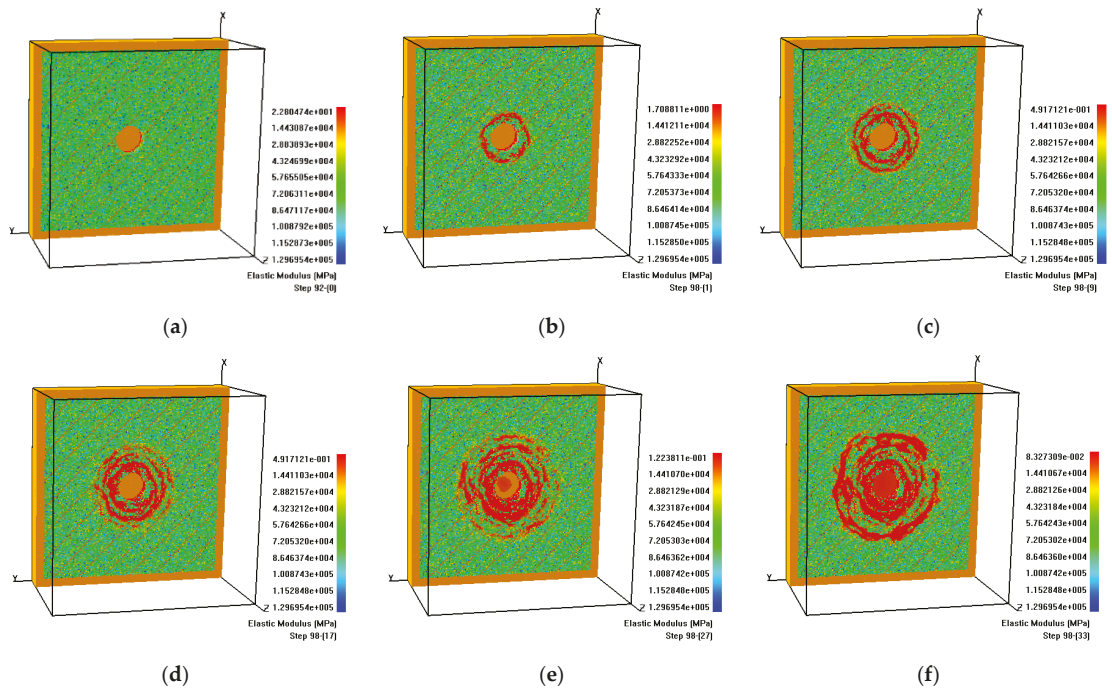 X
2.280474e+001
1.443087e+004
2.883893e+004
4.324699e+004
5.765505e+004
7.206311e+004
8.647117e+004
1.008792e+005
1.152873e+005
1.296954e+005
Y
Z
Elastic Modulus (MPa)
Step 92-(0)
(a)
X
1.708811e+000
1.441211e+004
2.882252e+004
4.323292e+004
5.764333e+004
7.205373e+004
8.646414e+004
1.008745e+005
1.152850e+005
1.296954e+005
Y
Z
Elastic Modulus (MPa)
Step 98-(1)
(b)
X
4.917121e-001
1.441103e+004
2.882157e+004
4.323212e+004
5.764266e+004
7.205320e+004
8.646374e+004
1.008743e+005
1.152848e+005
1.296954e+005
Y
Z
Elastic Modulus (MPa)
Step 98-(9)
(c)
X
4.917121e-001
1.441103e+004
2.882157e+004
4.323212e+004
5.764266e+004
7.205320e+004
8.646374e+004
1.008743e+005
1.152848e+005
1.296954e+005
Y
Z
Elastic Modulus (MPa)
Step 98-(17)
(d)
X
1.223811e-001
1.441070e+004
2.882129e+004
4.323187e+004
5.764245e+004
7.205303e+004
8.646362e+004
1.008742e+005
1.152848e+005
1.296954e+005
Y
Z
Elastic Modulus (MPa)
Step 98-(27)
(e)
X
8.327309e-002
1.441067e+004
2.882126e+004
4.323184e+004
5.764243e+004
7.205302e+004
8.646360e+004
1.008742e+005
1.152848e+005
1.296954e+005
Y
Z
Elastic Modulus (MPa)
Step 98-(33)
(f)